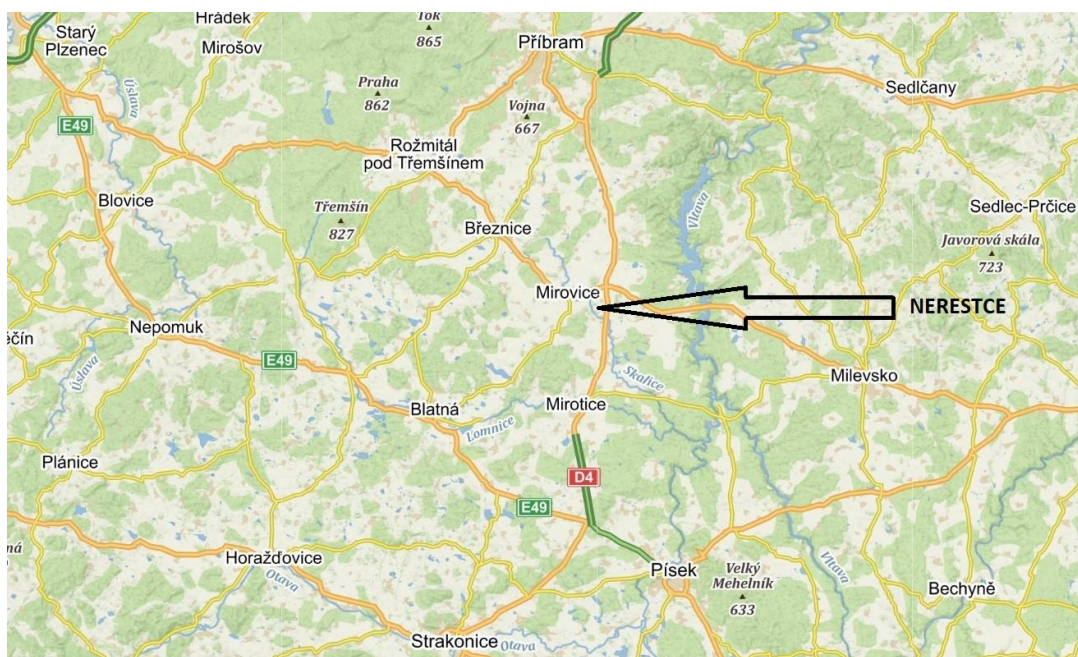 Hrádek
Tok
865
Starý
Plzenec
Mirošov
Příbram
Úslava
Praha
862
Sedlčany
Vojna
667
E49
Rožmitál
pod Třemšínem
Blovice
Třemšín
827
Vltava
Sedlec-Prčice
Březnice
Javorová skála
723
Mirovice
NERESTCE
Nepomuk
ěčín
E49
Úslava
Skalice
Milevsko
Blatná
Mirotice
Lomnice
Plánice
D4
E49
ná
Horažďovice
Otava
Písek
Velký
Mehelník
633
Vltava
Bechyně
Strakonice
Otava